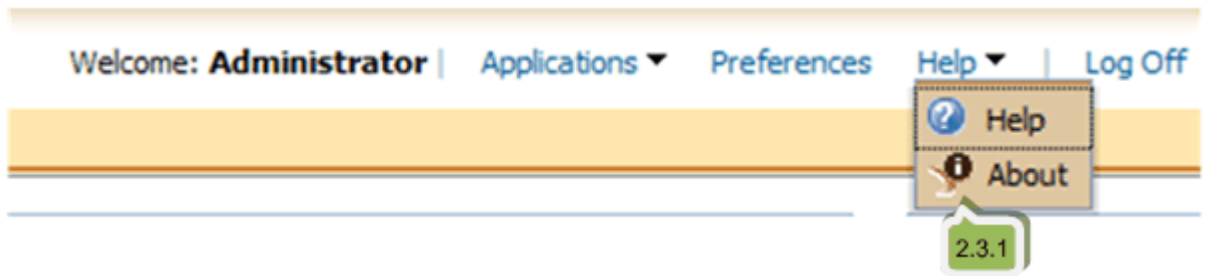 Welcome: Administrator | Applications Preferences Help | Log Off
Help
About
2.3.1